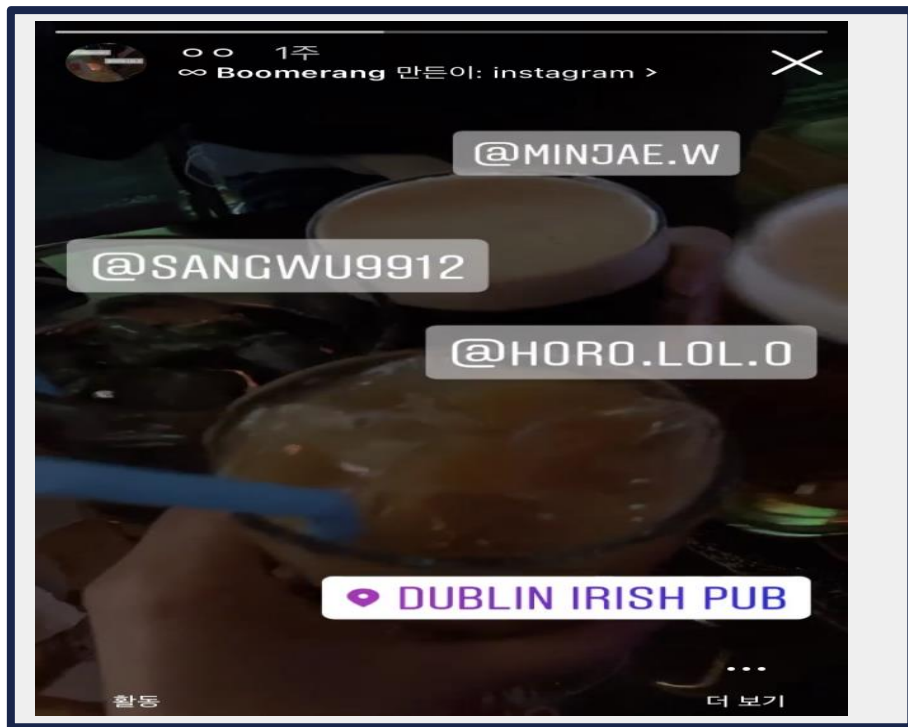 ㅇㅇ 1주
∞ Boomerang 만든이: instagram >
@MINJAE.W
@SANGWU9912
@HORO.LOL.O
DUBLIN IRISH PUB
활동
더 보기